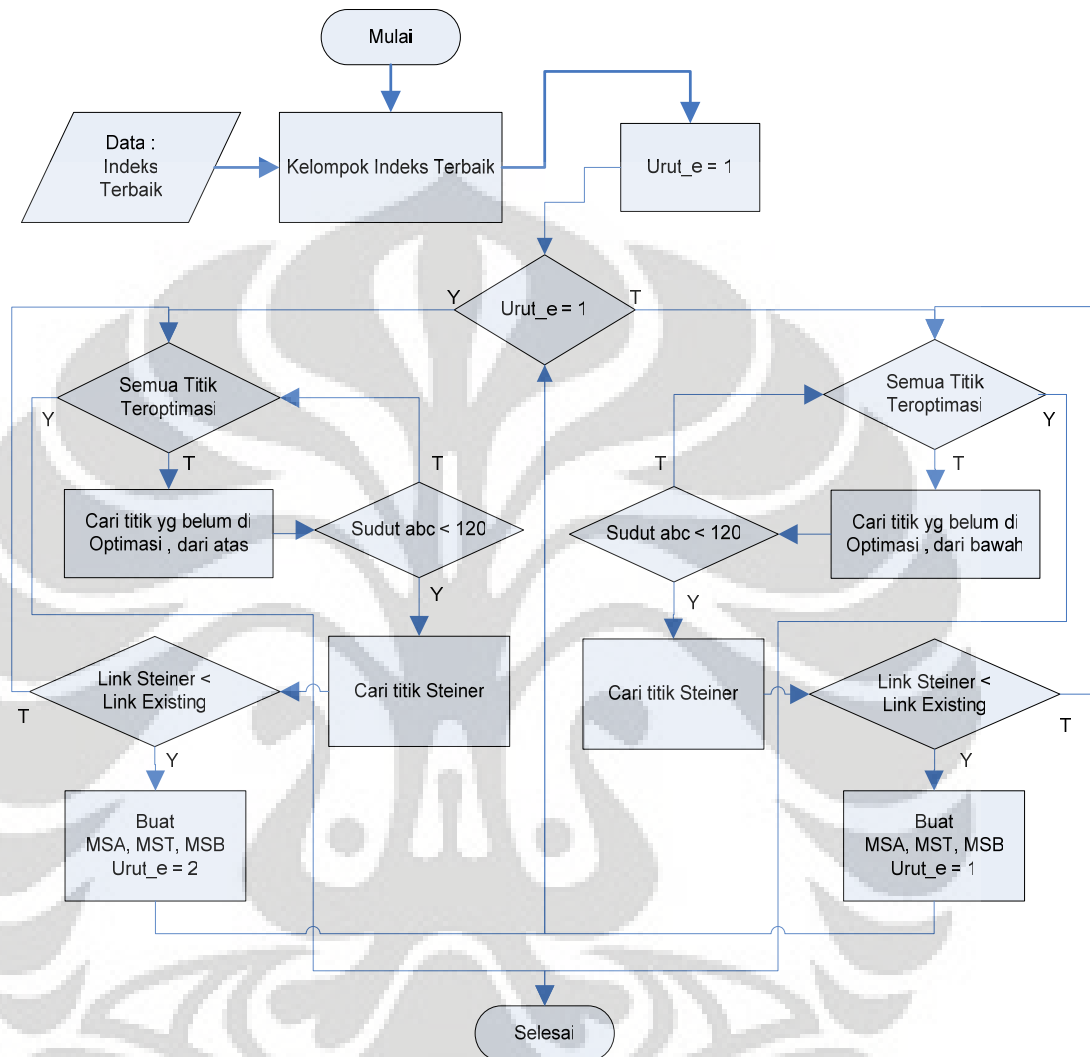 Mulai
Data :
Indeks
Terbaik
Kelompok Indeks Terbaik
Urut_e = 1
Urut_e = 1
Y
T
Semua Titik
Teroptimasi
Y
T
Cari titik yg belum di
Optimasi , dari atas
Sudut abc < 120
T
Y
Cari titik Steiner
Link Steiner <
Link Existing
T
Y
Buat
MSA, MST, MSB
Urut_e = 2
Semua Titik
Teroptimasi
Y
T
Cari titik yg belum di
Optimasi , dari bawah
Sudut abc < 120
T
Y
Cari titik Steiner
Link Steiner <
Link Existing
T
Y
Buat
MSA, MST, MSB
Urut_e = 1
Selesai